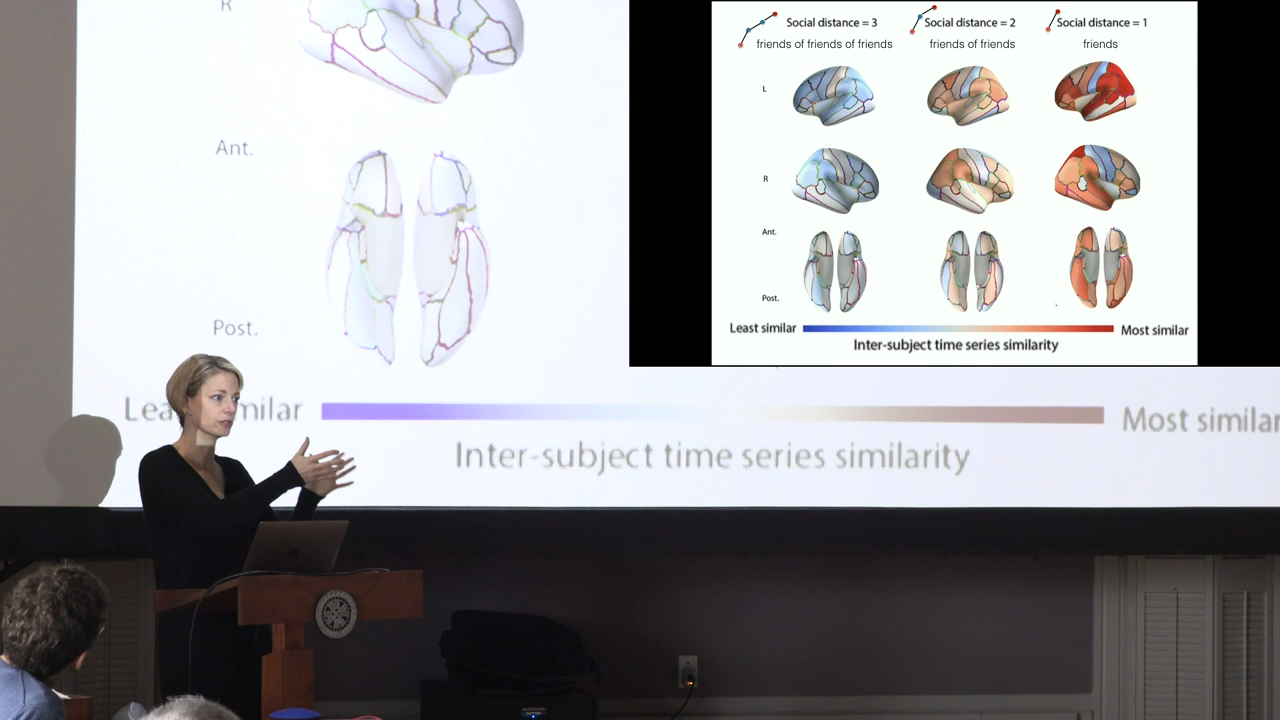 R
Ant.
Post.
Lea milar
Most similar
Inter-subject time series similarity
Social distance = 3
Social distance = 2
Social distance = 1
friends of friends of friends
friends of friends
friends
L
R
Ant.
Post.
Least similar
Most similar
Inter-subject time series similarity